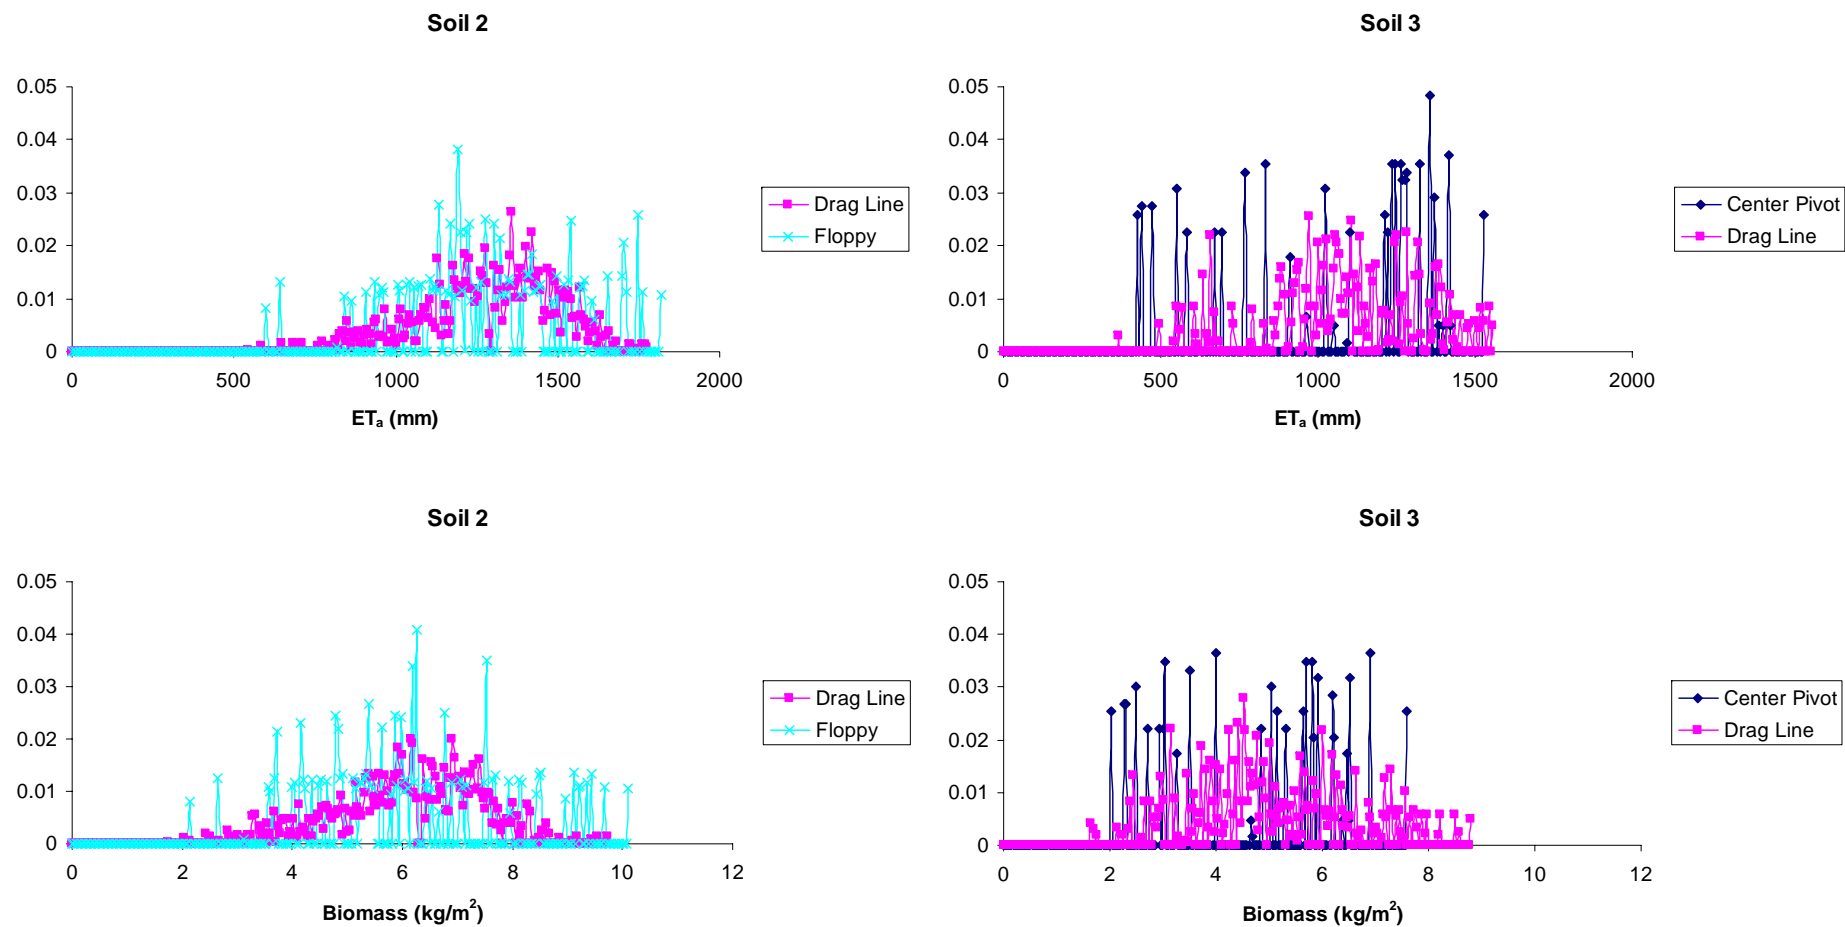 Soil 2
0.05
0.04
0.03
0.02
0.01
0
0 500 1000 1500 2000
ETa (mm)
Drag Line
Floppy
Soil 3
0.05
0.04
0.03
0.02
0.01
0
0 500 1000 1500 2000
ETa (mm)
Center Pivot
Drag Line
Soil 2
0.05
0.04
0.03
0.02
0.01
0
0 2 4 6 8 10 12
Biomass (kg/m²)
Drag Line
Floppy
Soil 3
0.05
0.04
0.03
0.02
0.01
0
0 2 4 6 8 10 12
Biomass (kg/m²)
Center Pivot
Drag Line